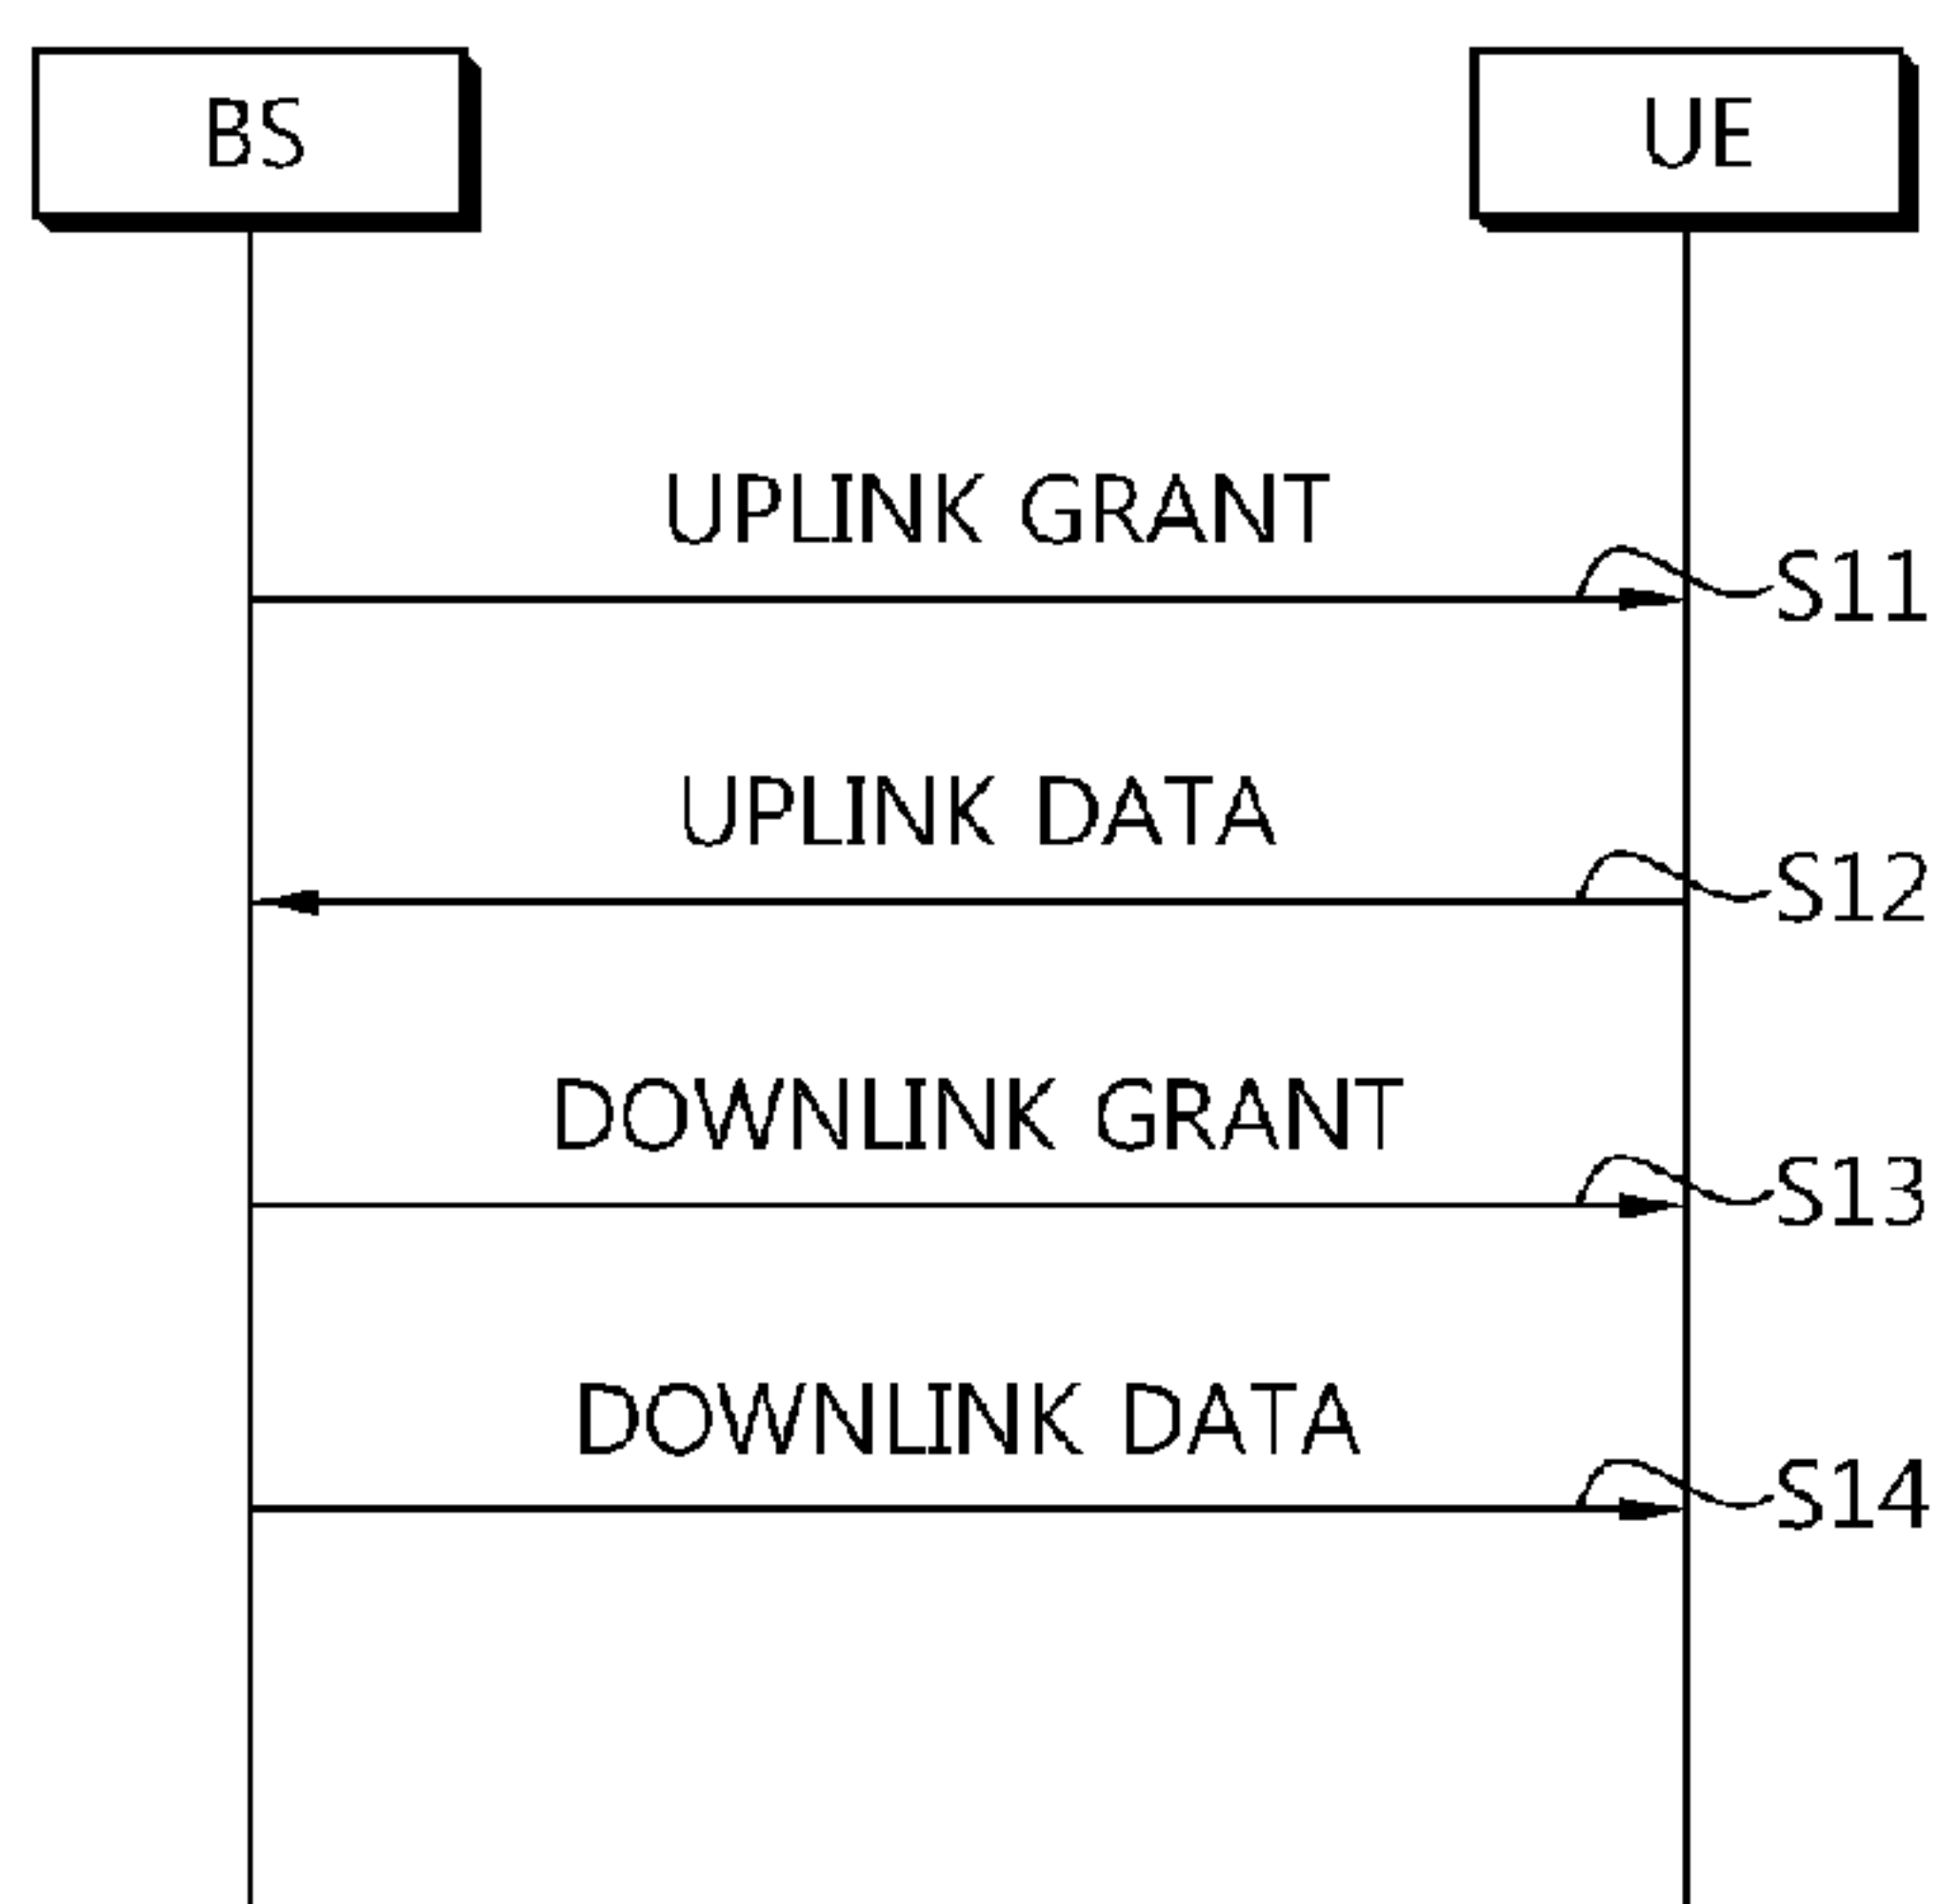 BS
UE
UPLINK GRANT
S11
UPLINK DATA
S12
DOWNLINK GRANT
S13
DOWNLINK DATA
S14